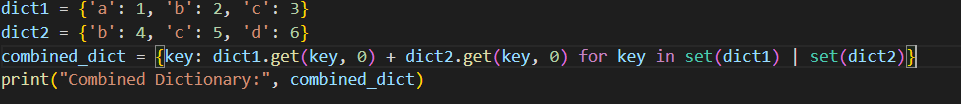 dict1 = {'a': 1, 'b': 2, 'c': 3}
dict2 = {'b': 4, 'c': 5, 'd': 6}
combined_dict = {key: dict1.get(key, 0) + dict2.get(key, 0) for key in set(dict1) | set(dict2)}
print("Combined Dictionary:", combined_dict)